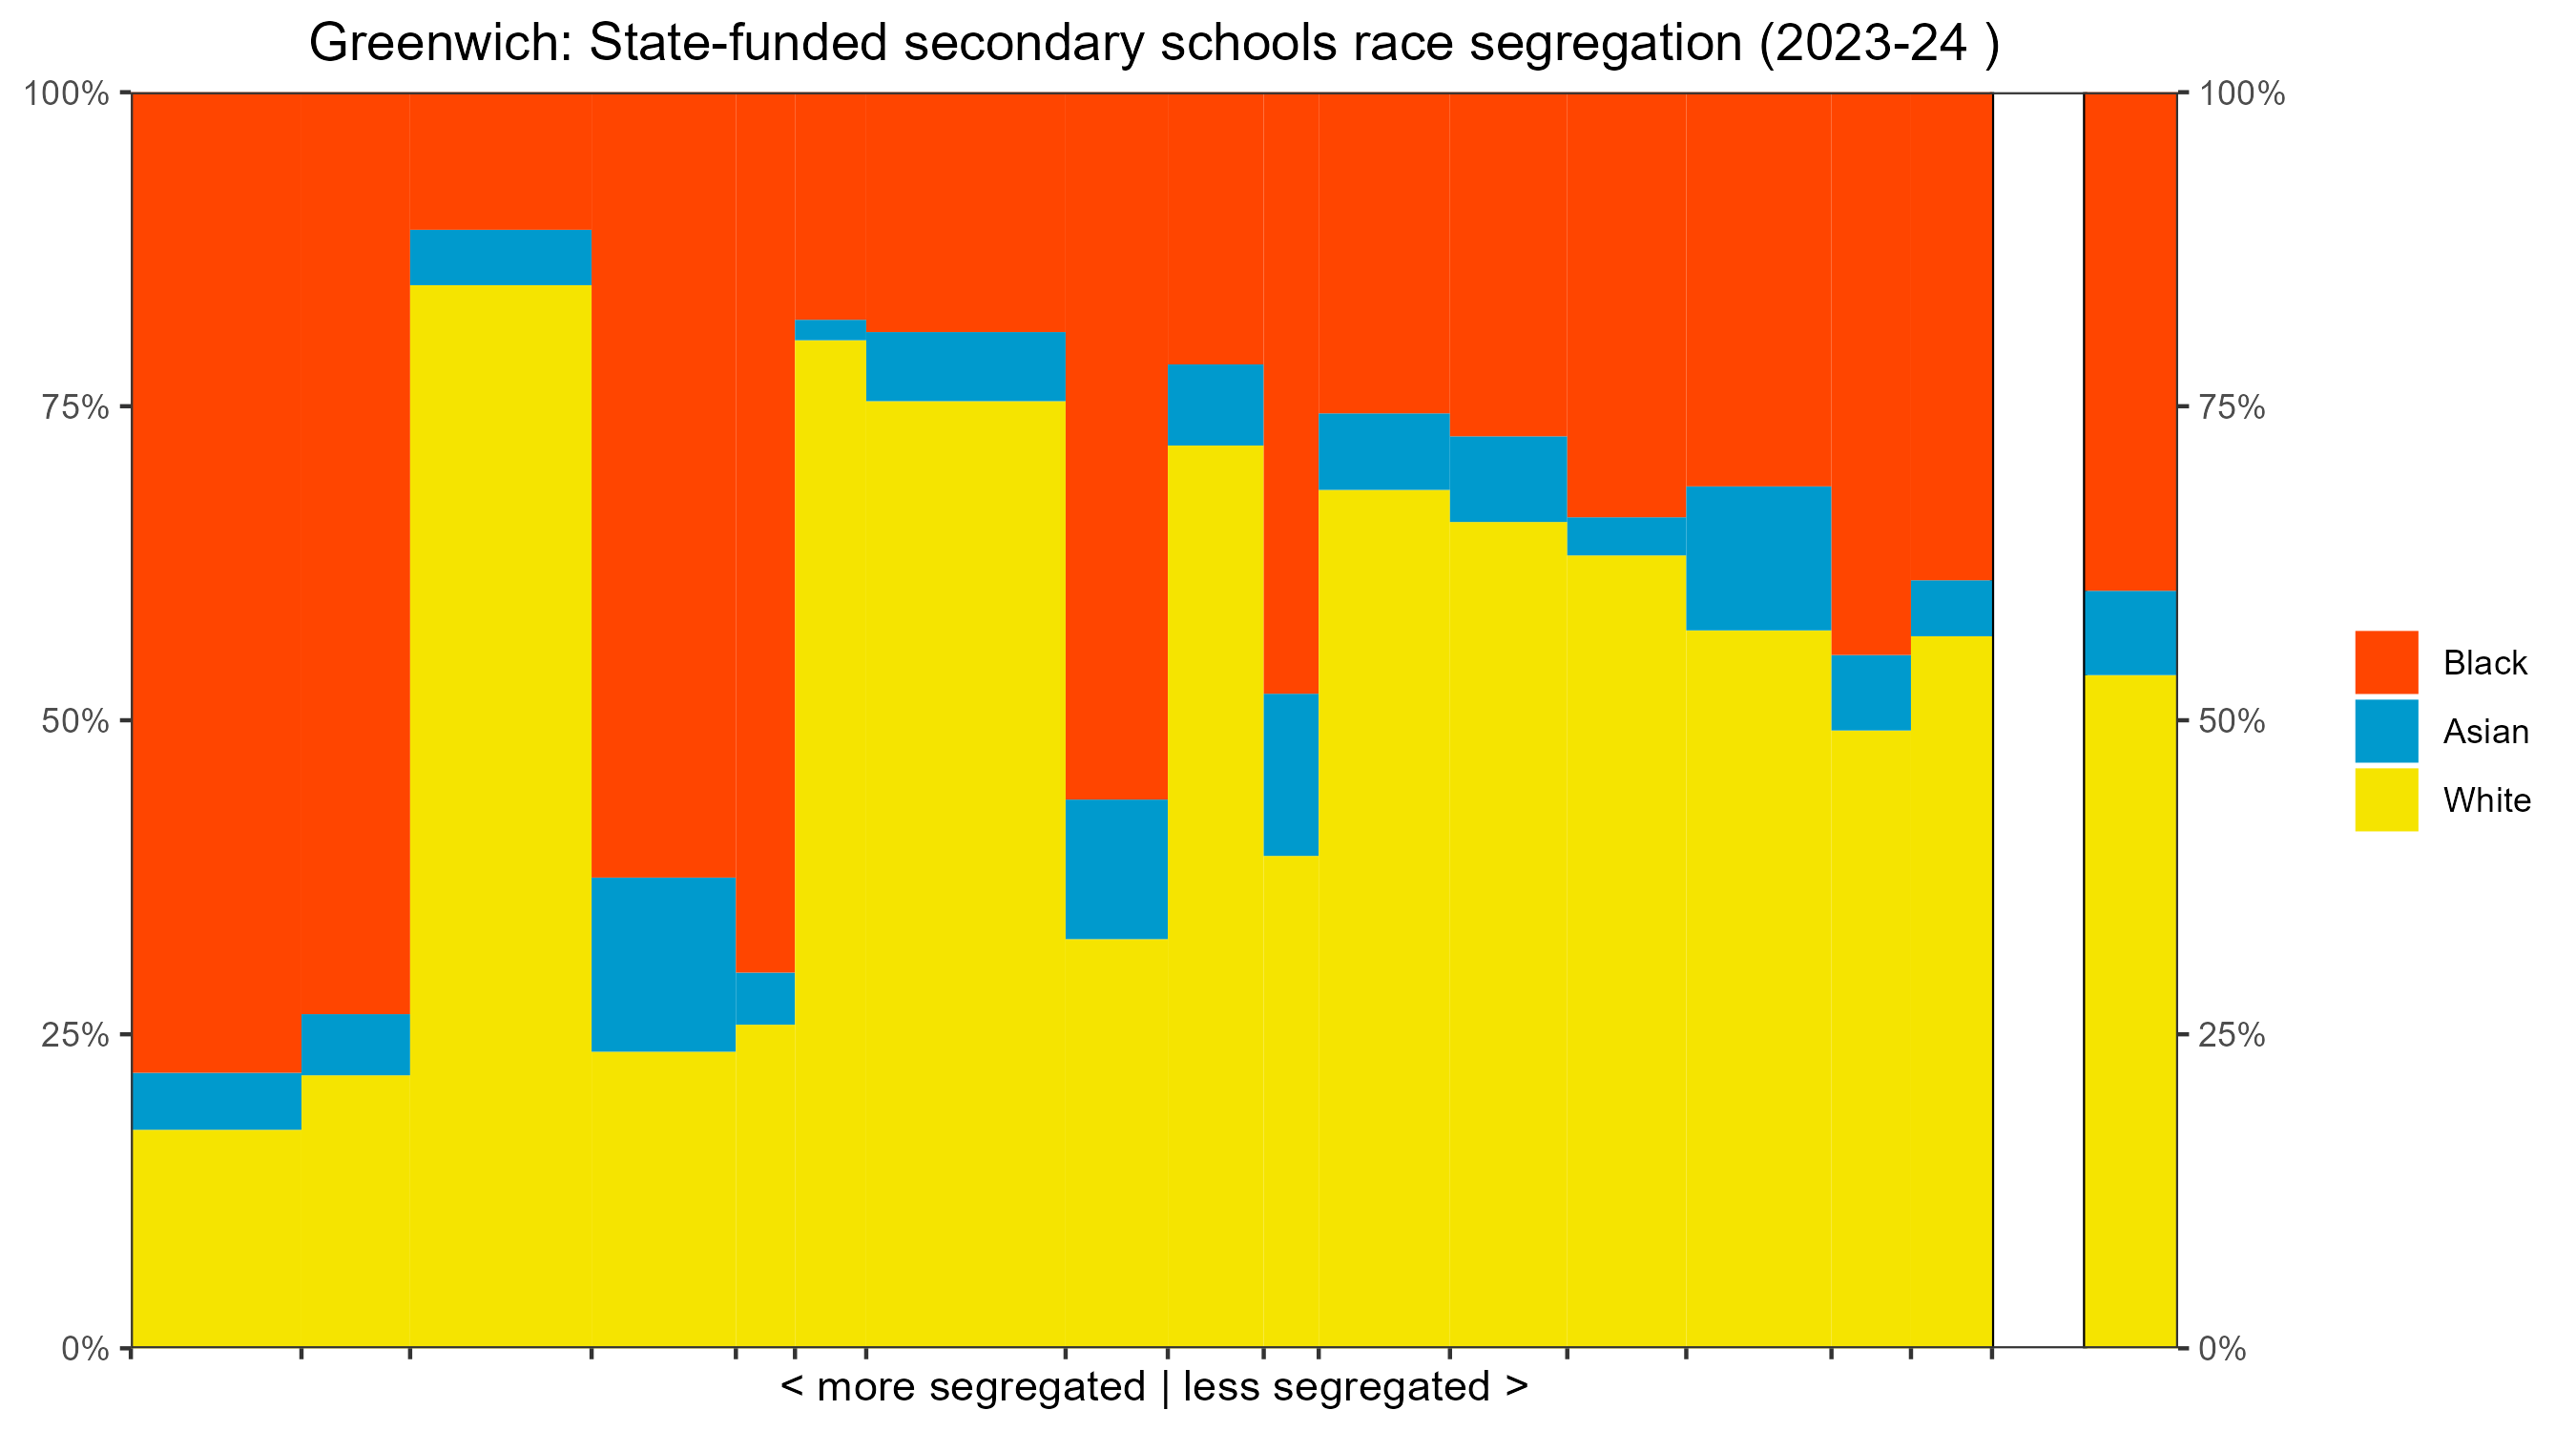 Greenwich: State-funded secondary schools race segregation (2023-24 )
100%
100%
75%
75%
50%
50%
25%
25%
0%
0%
Black
Asian
White
< more segregated | less segregated >